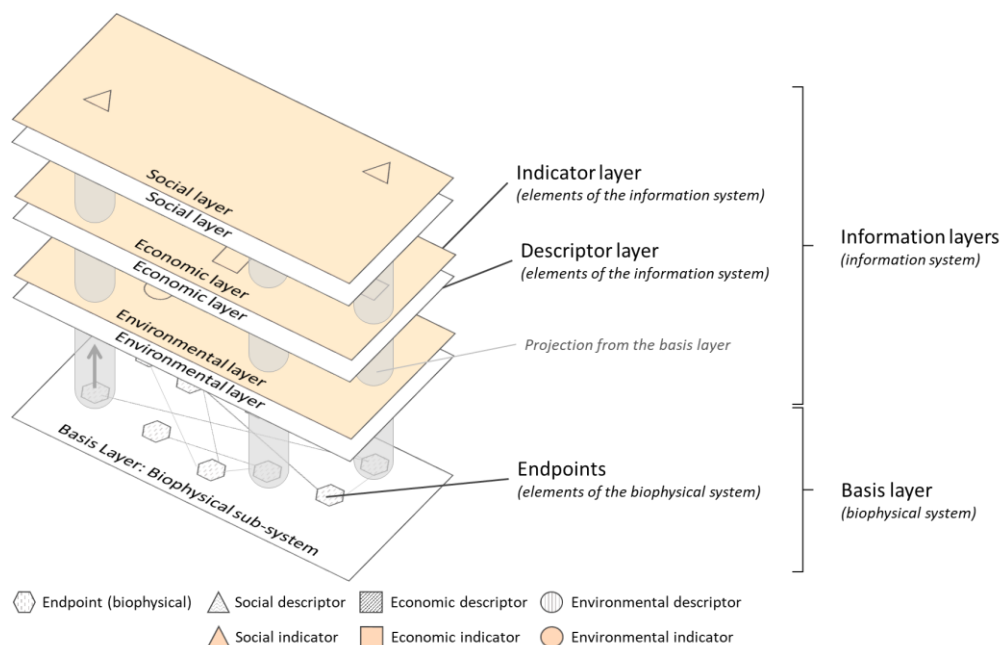 Social layer
Social layer
Economic layer
Economic layer
Environmental layer
Environmental layer
Basis Layer: Biophysical sub-system
Indicator layer
(elements of the information system)
Descriptor layer
(elements of the information system)
Projection from the basis layer
Endpoints
(elements of the biophysical system)
Information layers
(information system)
Basis layer
(biophysical system)
Endpoint (biophysical)
Social descriptor
Economic descriptor
Environmental descriptor
Social indicator
Economic indicator
Environmental indicator